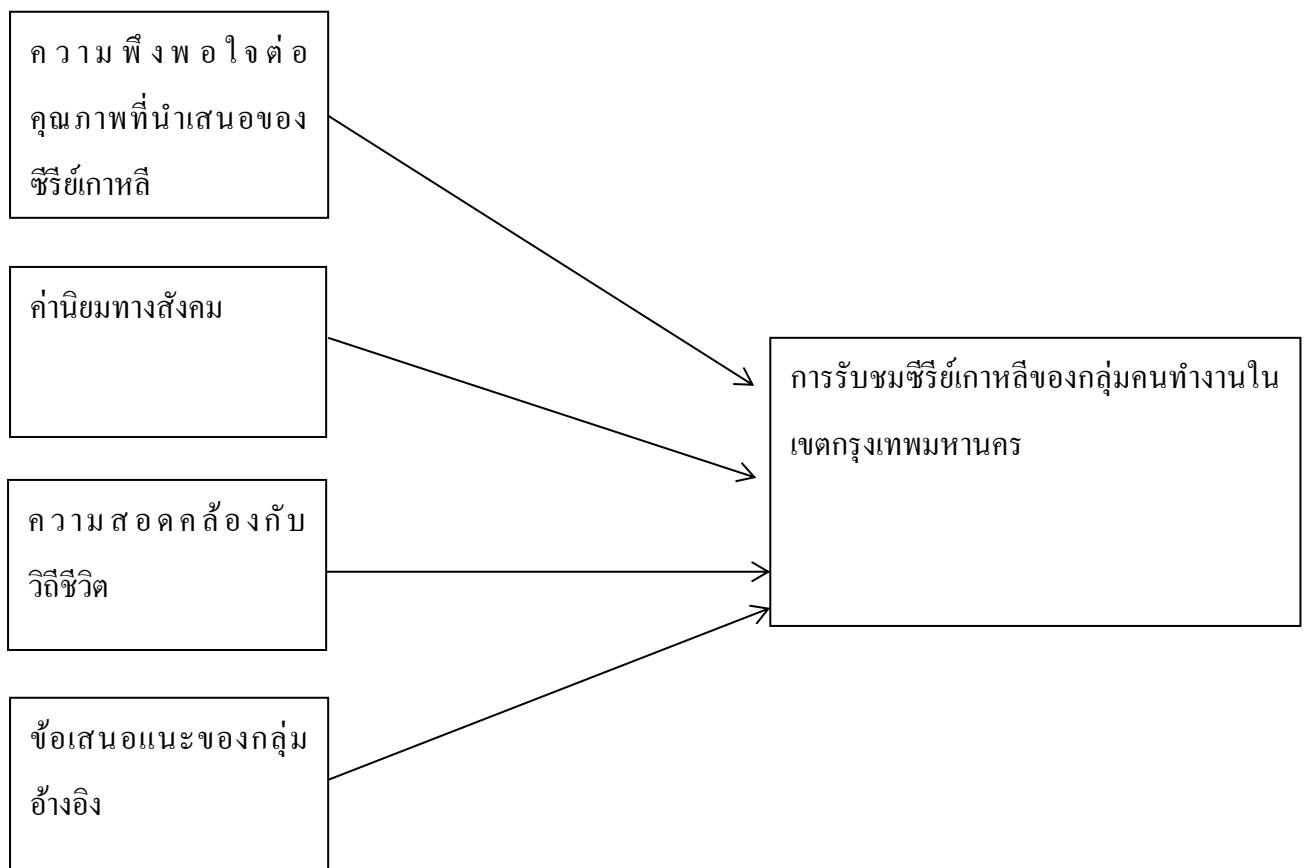 ความพึงพอใจต่อ
คุณภาพที่นำเสนอของ
ซีรีย์เกาหลี
ค่านิยมทางสังคม
ความสอดคล้องกับ
วิถีชีวิต
ข้อเสนอแนะของกลุ่ม
อ้างอิง
การรับชมซีรีย์เกาหลีของกลุ่มคนทำงานใน
เขตกรุงเทพมหานคร